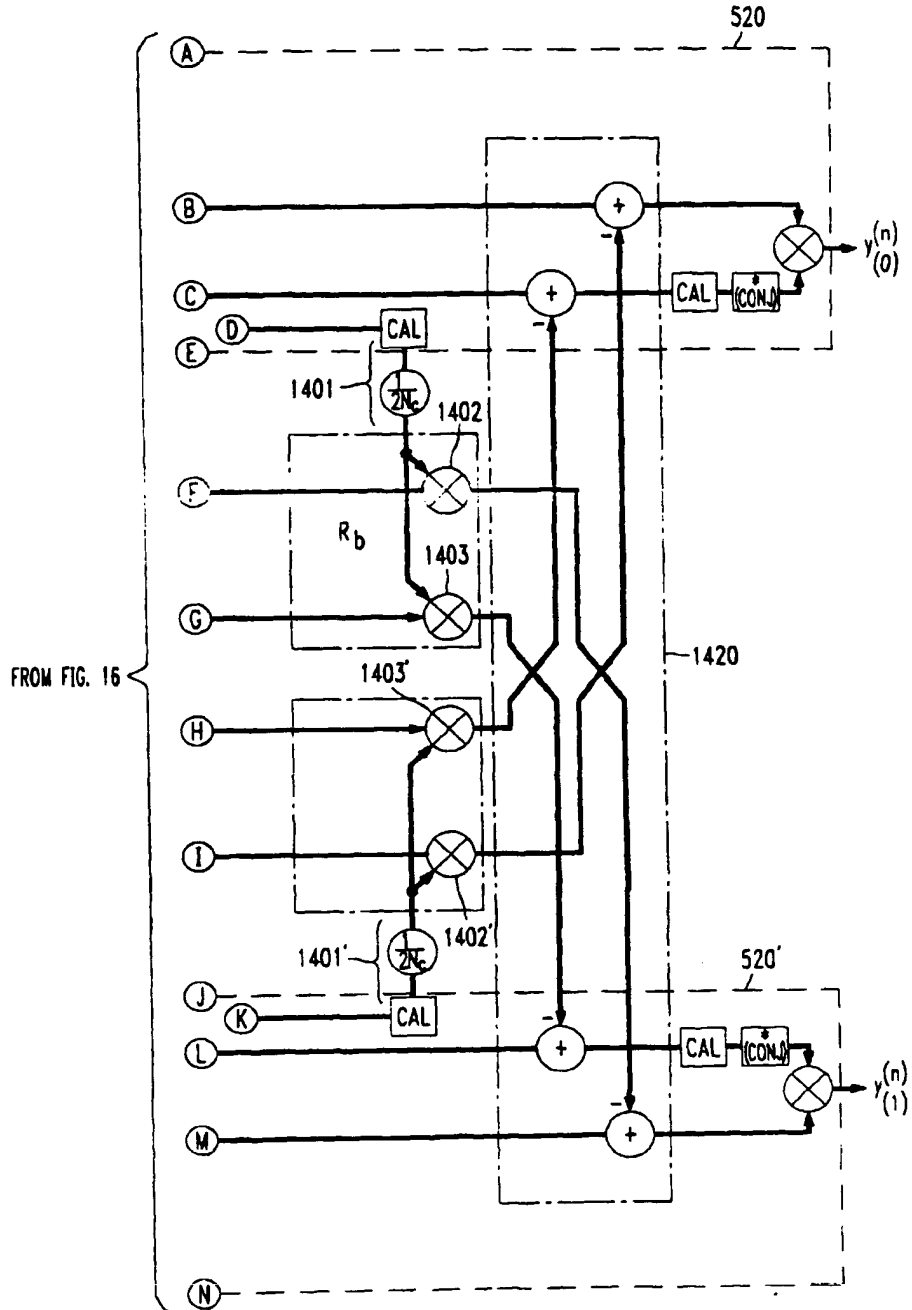 520
A
B
+
-
y(n)(0)
C
+
-
CAL
*
(CONJ)
D
CAL
E
1401
1/2Nc
1402
F
Rb
1403
G
FROM FIG. 16
1420
1403'
H
I
1402'
1401'
1/2Nc
520'
J
K
CAL
-
L
+
CAL
*
(CONJ)
y(n)(1)
-
M
+
N